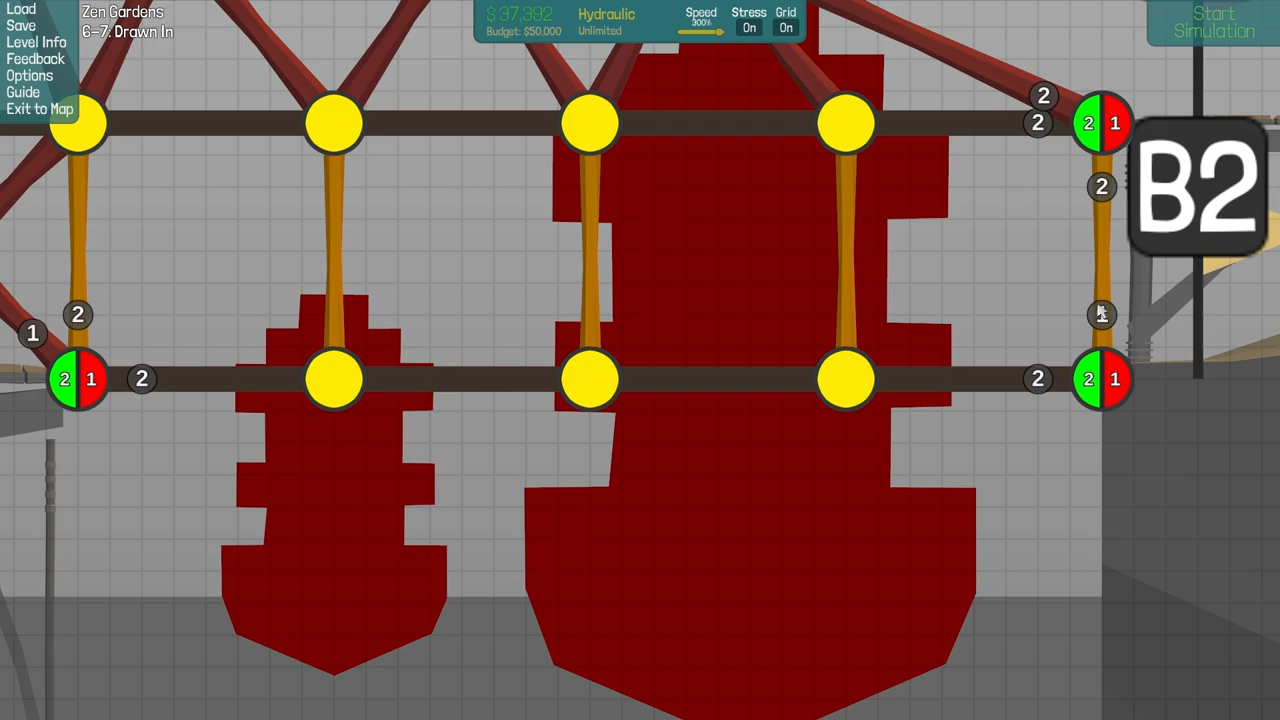 Load
Save
Level Info
Feedback
Options
Guide
Exit to Map
Zen Gardens
6-7: Drawn In
$ 37,392
Budget: $50,000
Hydraulic
Unlimited
Speed
300%
Stress
On
Grid
On
Start
Simulation
2
2
2 1
2
B2
1
2
1
2 1
2
2
2 1